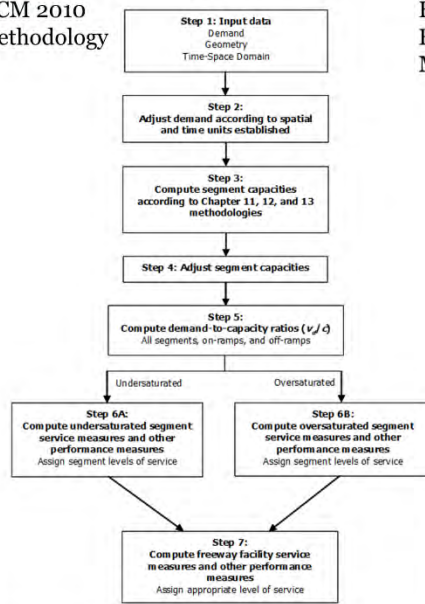 CM 2010
ethodology
Step 1: Input data
Demand
Geometry
Time-Space Domain
Step 2:
Adjust demand according to spatial
and time units established
Step 3:
Compute segment capacities
according to Chapter 11, 12, and 13
methodologies
Step 4: Adjust segment capacities
Step 5:
Compute demand-to-capacity ratios (vd/c)
All segments, on-ramps, and off-ramps
Undersaturated
Oversaturated
Step 6A:
Compute undersaturated segment
service measures and other
performance measures
Assign segment levels of service
Step 6B:
Compute oversaturated segment
service measures and other
performance measures
Assign segment levels of service
Step 7:
Compute freeway facility service
measures and other performance
measures
Assign appropriate level of service